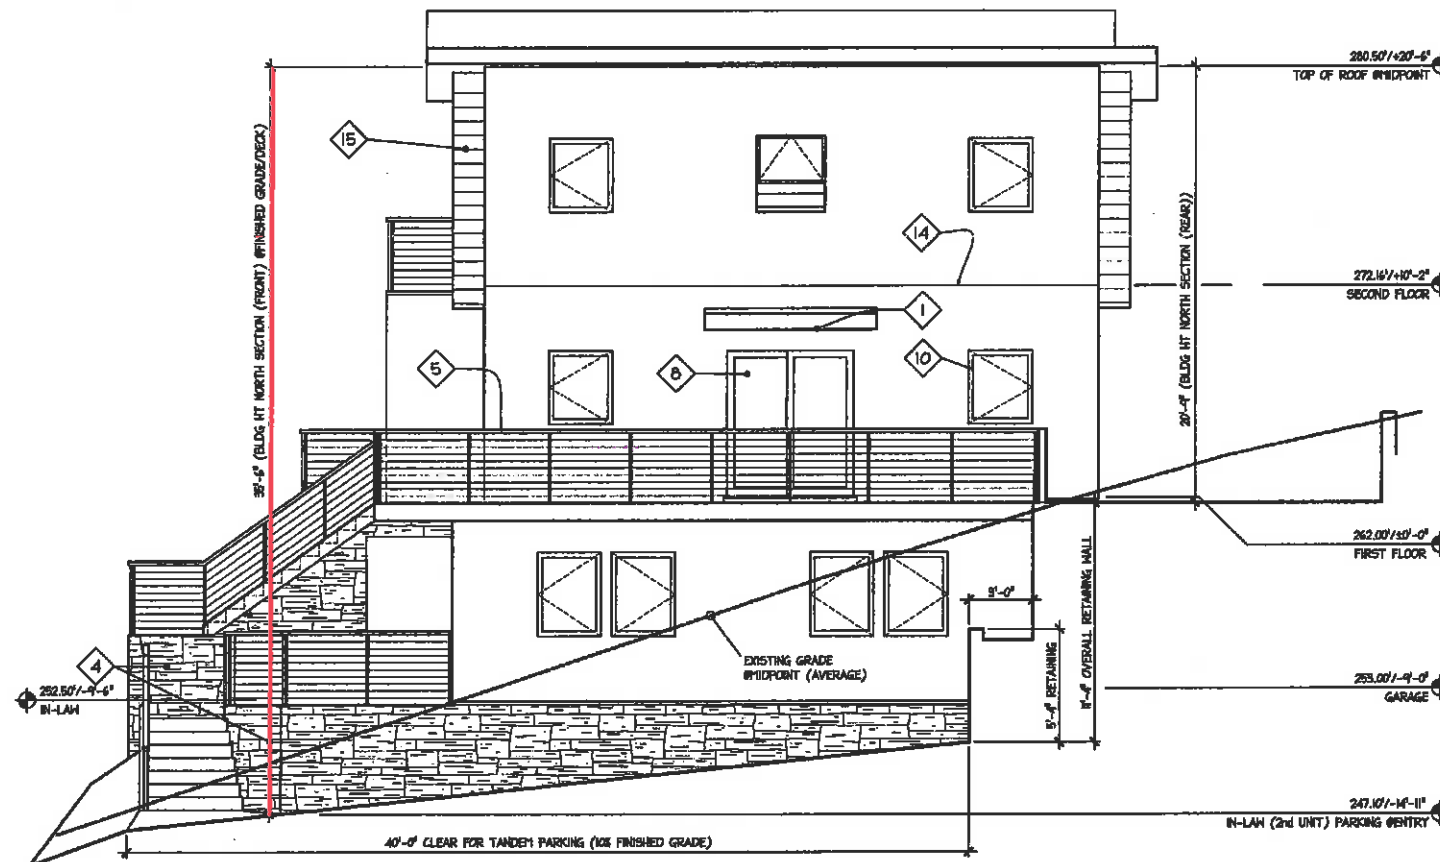 280.50'/+20'-6"
TOP OF ROOF @MIDPOINT
15
14
272.16'/+10'-2"
SECOND FLOOR
1
5
8
10
35'-6" (BLDG HT NORTH SECTION (FRONT) @FINISHED GRADE/DECK)
20'-9" (BLDG HT NORTH SECTION (REAR))
262.00'/±0'-0"
FIRST FLOOR
3'-0"
EXISTING GRADE
@MIDPOINT (AVERAGE)
4
252.50'/-9'-6"
IN-LAW
5'-4" RETAINING
11'-4" OVERALL RETAINING WALL
253.00'/-9'-0"
GARAGE
247.10'/-14'-11"
IN-LAW (2nd UNIT) PARKING @ENTRY
40'-0" CLEAR FOR TANDEM PARKING (10% FINISHED GRADE)